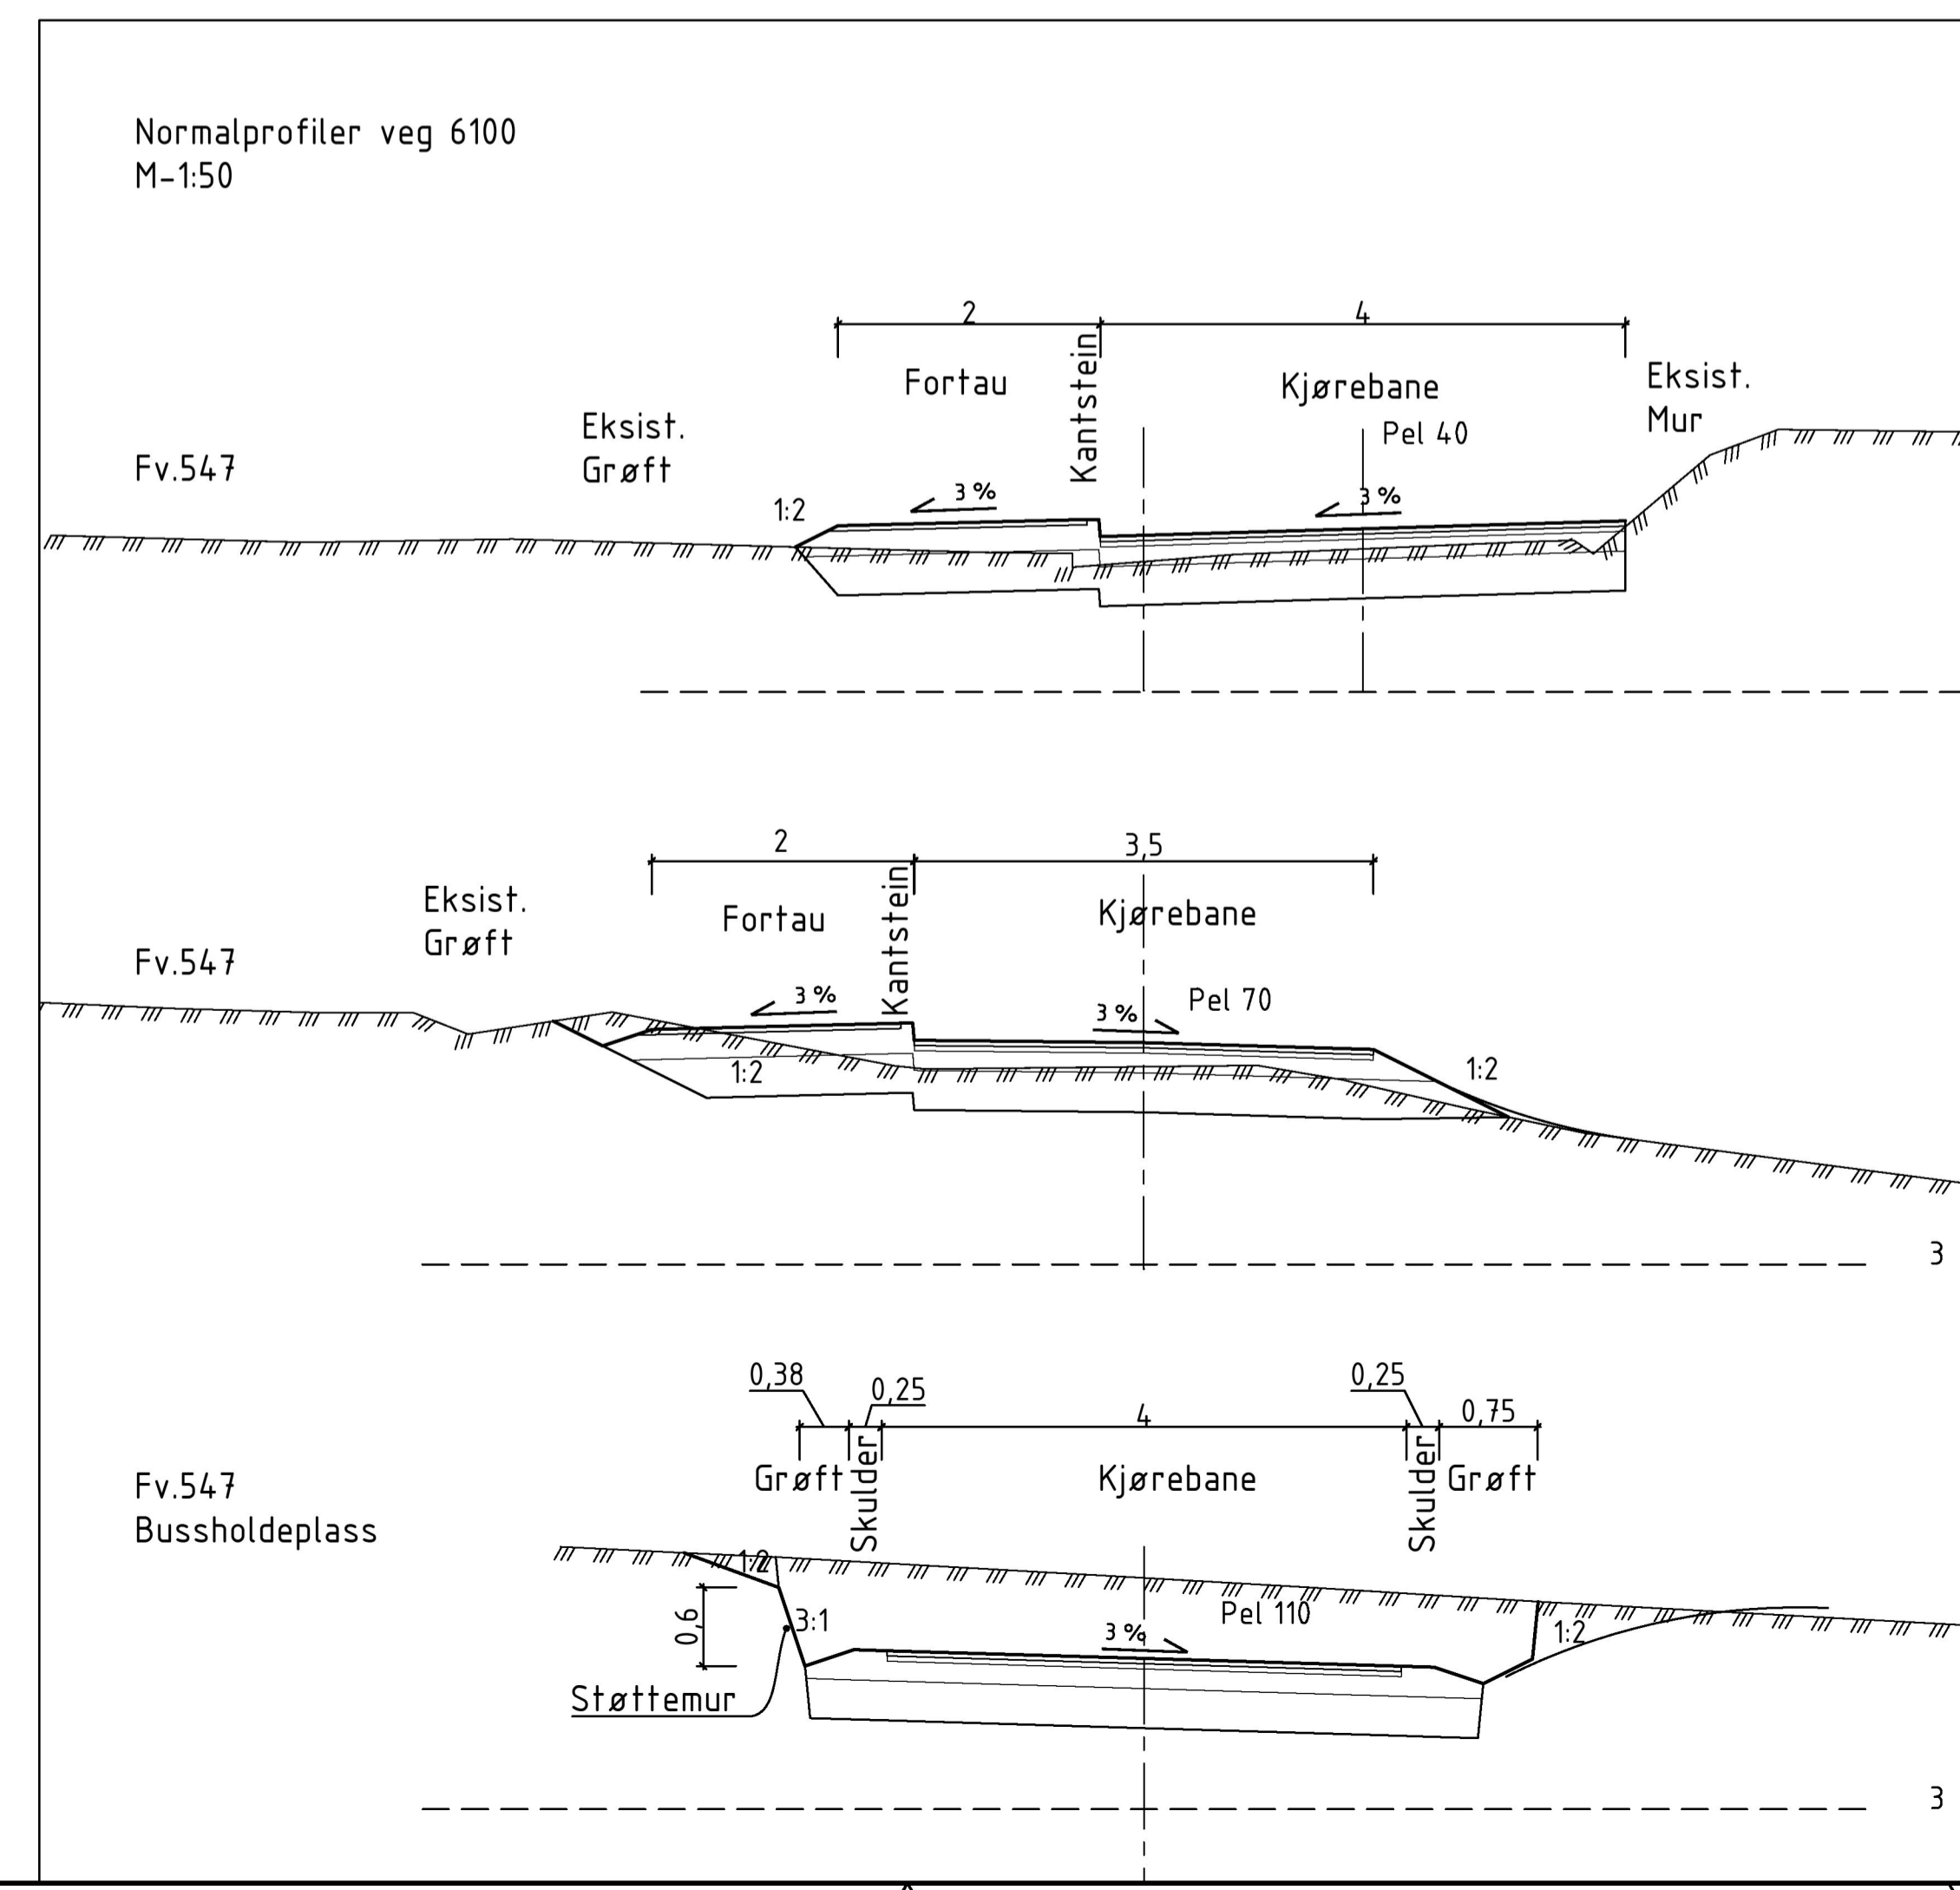 Normalprofiler veg 6100
M-1:50
2
4
Fortau
Kantstein
Kjørebane
Eksist.
Mur
Pel 40
Eksist.
Grøft
Fv.547
1:2
3 %
3 %
2
3,5
Eksist.
Grøft
Fortau
Kantstein
Kjørebane
Fv.547
3 %
3 %
Pel 70
1:2
1:2
3
0,38
0,25
4
0,25
0,75
Grøft
Skulder
Kjørebane
Skulder
Grøft
Fv.547
Bussholdeplass
1:2
0,6
3:1
Pel 110
3 %
1:2
Støttemur
3